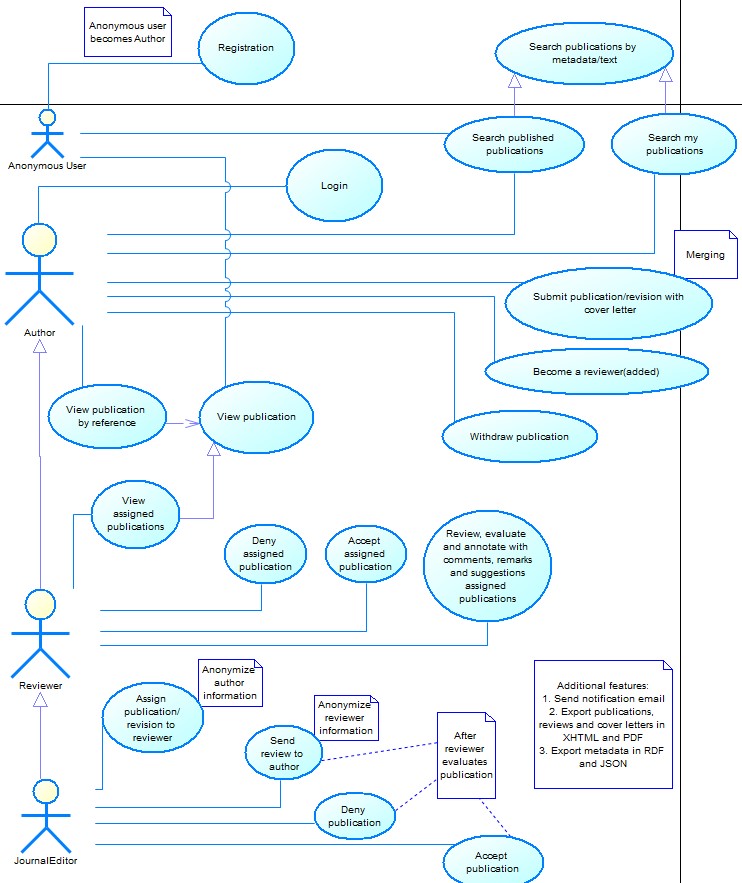 Anonymous user
becomes Author
Registration
Search publications by
metadata/text
Anonymous User
Search published
publications
Search my
publications
Login
Merging
Author
Submit publication/revision with
cover letter
Become a reviewer(added)
View publication
by reference
View publication
Withdraw publication
View
assigned
publications
Deny
assigned
publication
Accept
assigned
publication
Review, evaluate
and annotate with
comments, remarks
and suggestions
assigned
publications
Reviewer
Anonymize
author
information
Assign
publication/
revision to
reviewer
Anonymize
reviewer
information
Send
review to
author
After
reviewer
evaluates
publication
Additional features:
1. Send notification email
2. Export publications,
reviews and cover letters in
XHTML and PDF
3. Export metadata in RDF
and JSON
Deny
publication
JournalEditor
Accept
publication